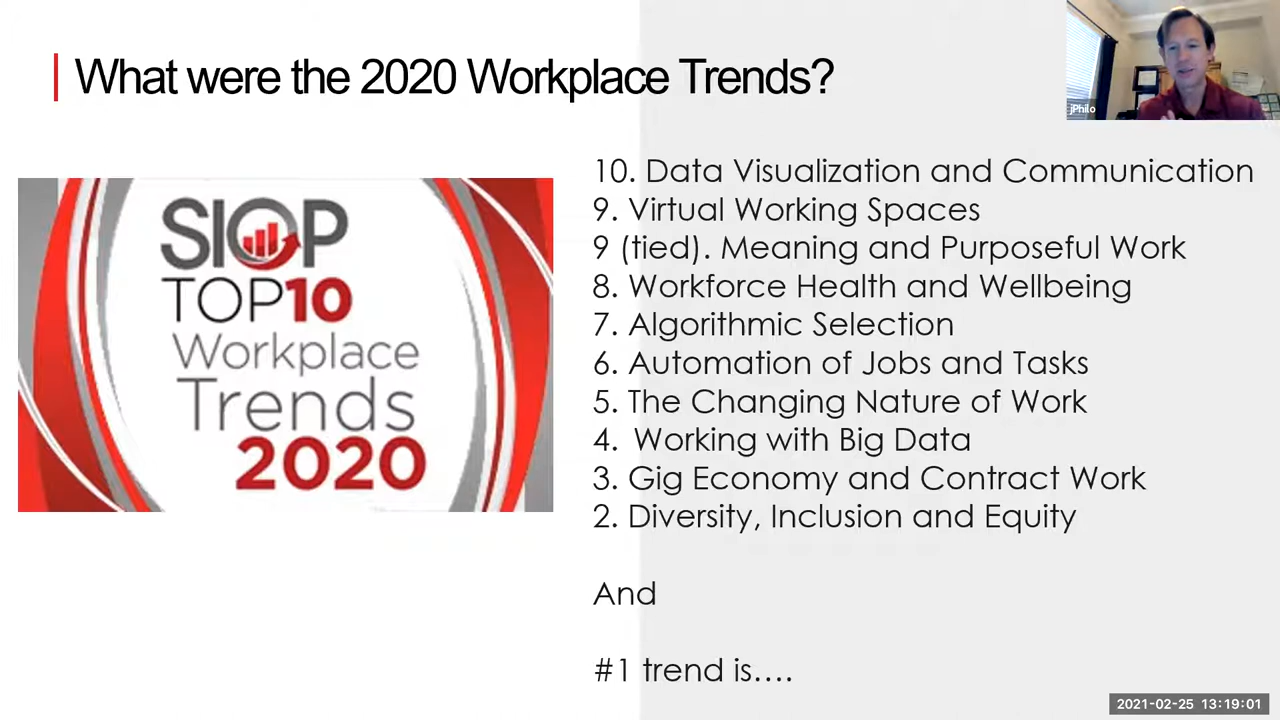 What were the 2020 Workplace Trends?
jPhilo
SIOP
TOP10
Workplace
Trends
2020
10. Data Visualization and Communication
9. Virtual Working Spaces
9 (tied). Meaning and Purposeful Work
8. Workforce Health and Wellbeing
7. Algorithmic Selection
6. Automation of Jobs and Tasks
5. The Changing Nature of Work
4. Working with Big Data
3. Gig Economy and Contract Work
2. Diversity, Inclusion and Equity
And
#1 trend is....
2021-02-25 13:19:01